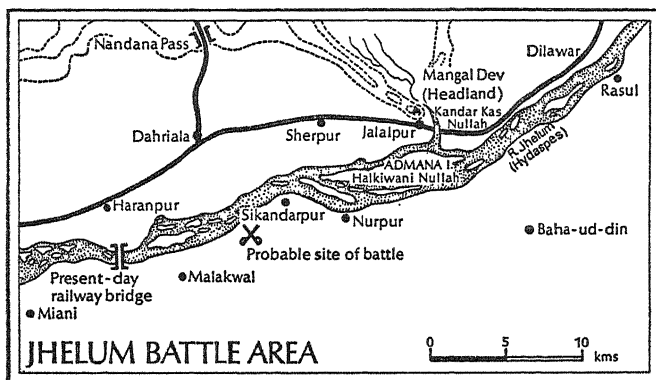 Nandana Pass
Dilawar
Mangal Dev
(Headland)
Kandar Kas
Nullah
Rasul
Dahriala
Sherpur
Jalalpur
R. Jhelum
(Hydaspes)
ADMANA I.
Halkiwani Nullah
Haranpur
Sikandarpur
Nurpur
Baha-ud-din
Probable site of battle
Present-day
railway bridge
Malakwal
Miani
JHELUM BATTLE AREA
0 5 10
kms